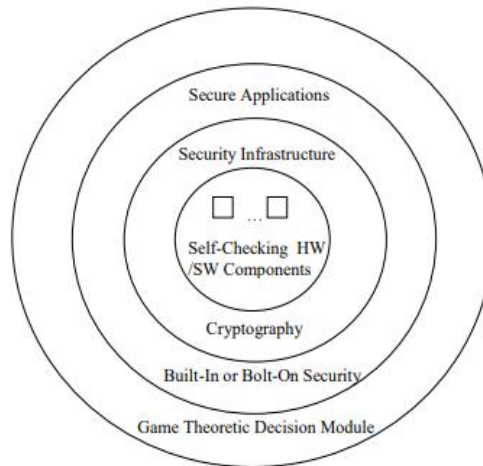 Secure Applications
Security Infrastructure
...
Self-Checking HW
/SW Components
Cryptography
Built-In or Bolt-On Security
Game Theoretic Decision Module